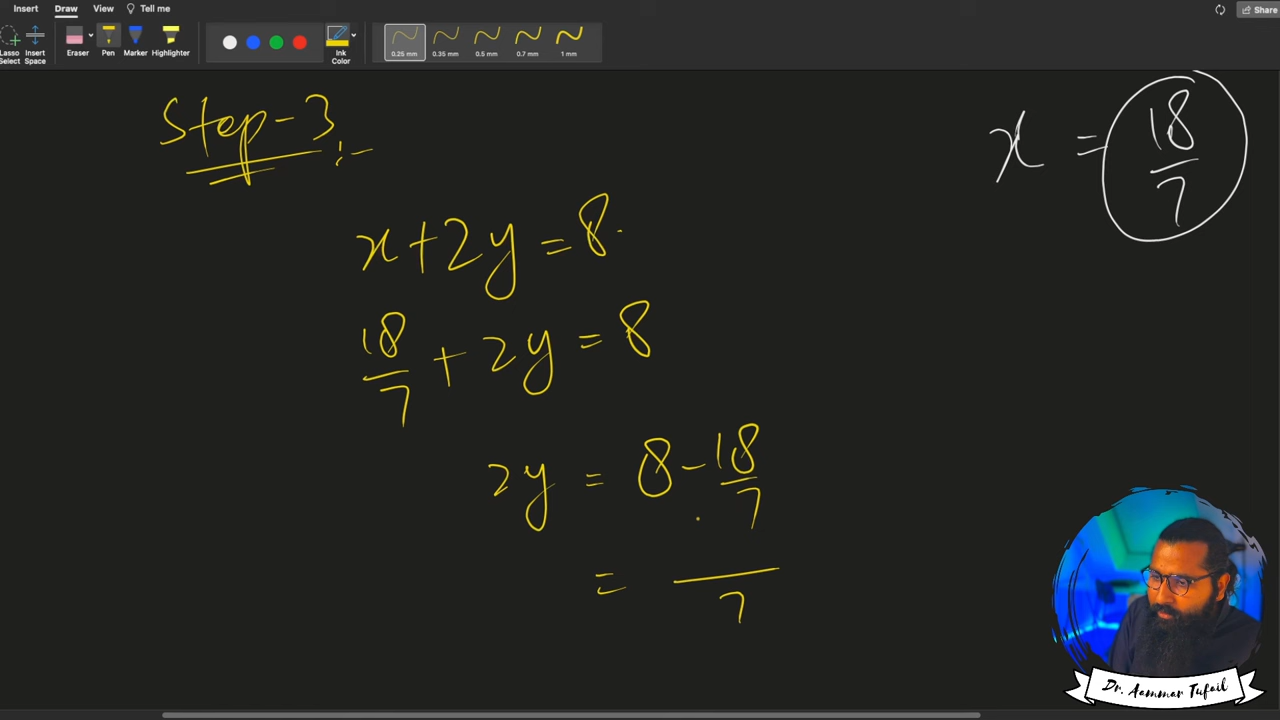 Insert Draw View Tell me Share
Lasso Select Insert Space Eraser Pen Marker Highlighter Ink Color 0.25 mm 0.35 mm 0.5 mm 0.7 mm 1 mm
Step-3 :-
x = 18/7
x+2y=8
18/7 + 2y = 8
2y = 8 - 18/7
= /7
Dr. Aammar Tufail